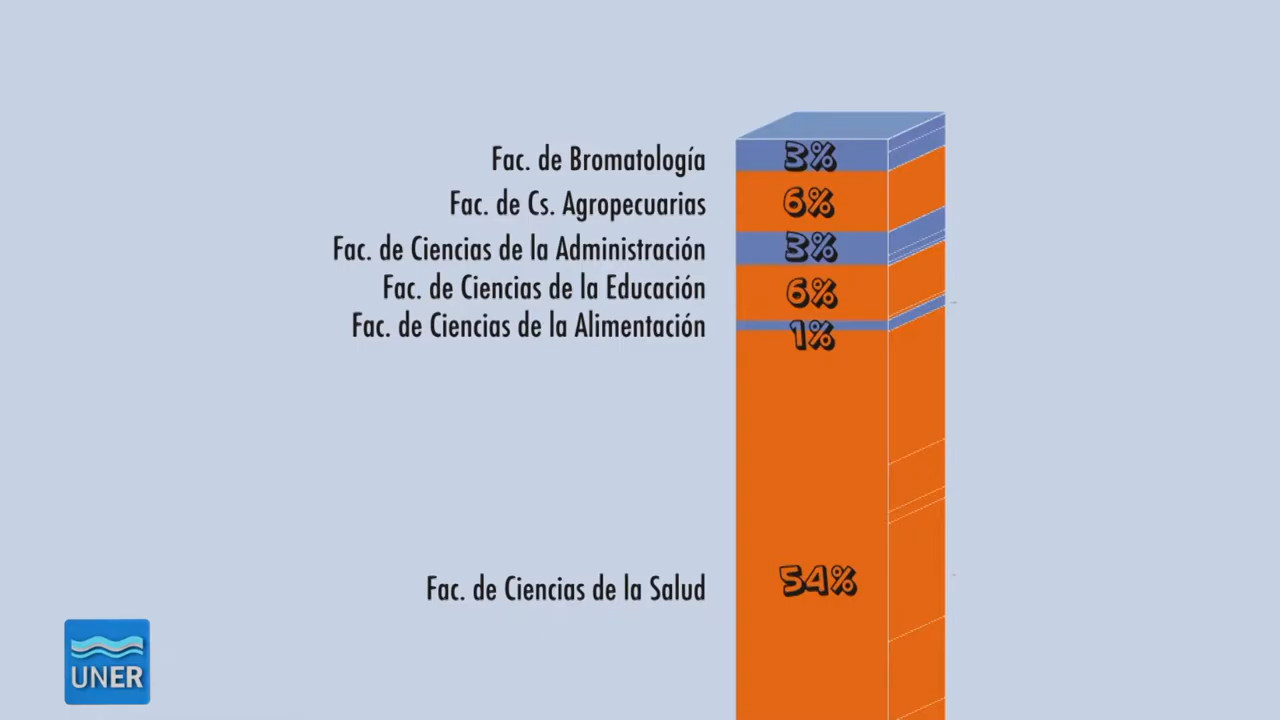 Fac. de Bromatología 3%
Fac. de Cs. Agropecuarias 6%
Fac. de Ciencias de la Administración 3%
Fac. de Ciencias de la Educación 6%
Fac. de Ciencias de la Alimentación 1%
Fac. de Ciencias de la Salud 54%
UNER